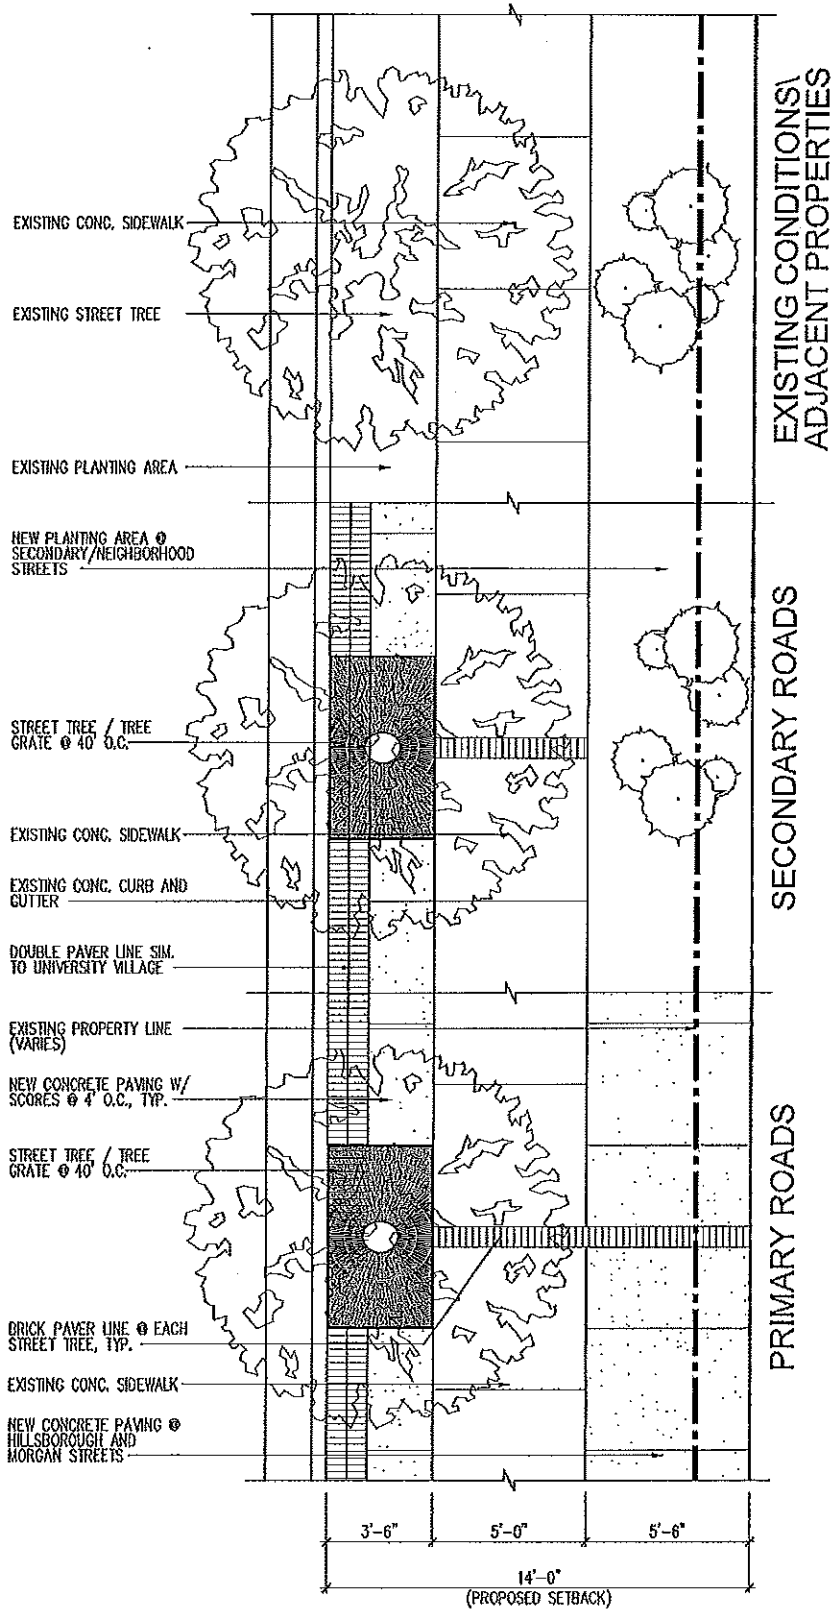 EXISTING CONDITIONS\
ADJACENT PROPERTIES
EXISTING CONC. SIDEWALK
EXISTING STREET TREE
EXISTING PLANTING AREA
NEW PLANTING AREA @
SECONDARY/NEIGHBORHOOD
STREETS
SECONDARY ROADS
STREET TREE / TREE
GRATE @ 40' O.C.
EXISTING CONC. SIDEWALK
EXISTING CONC. CURB AND
GUTTER
DOUBLE PAVER LINE SIM.
TO UNIVERSITY VILLAGE
EXISTING PROPERTY LINE
(VARIES)
NEW CONCRETE PAVING W/
SCORES @ 4' O.C., TYP.
PRIMARY ROADS
STREET TREE / TREE
GRATE @ 40' O.C.
BRICK PAVER LINE @ EACH
STREET TREE, TYP.
EXISTING CONC. SIDEWALK
NEW CONCRETE PAVING @
HILLSBOROUGH AND
MORGAN STREETS
3'-6" 5'-0" 5'-6"
14'-0"
(PROPOSED SETBACK)